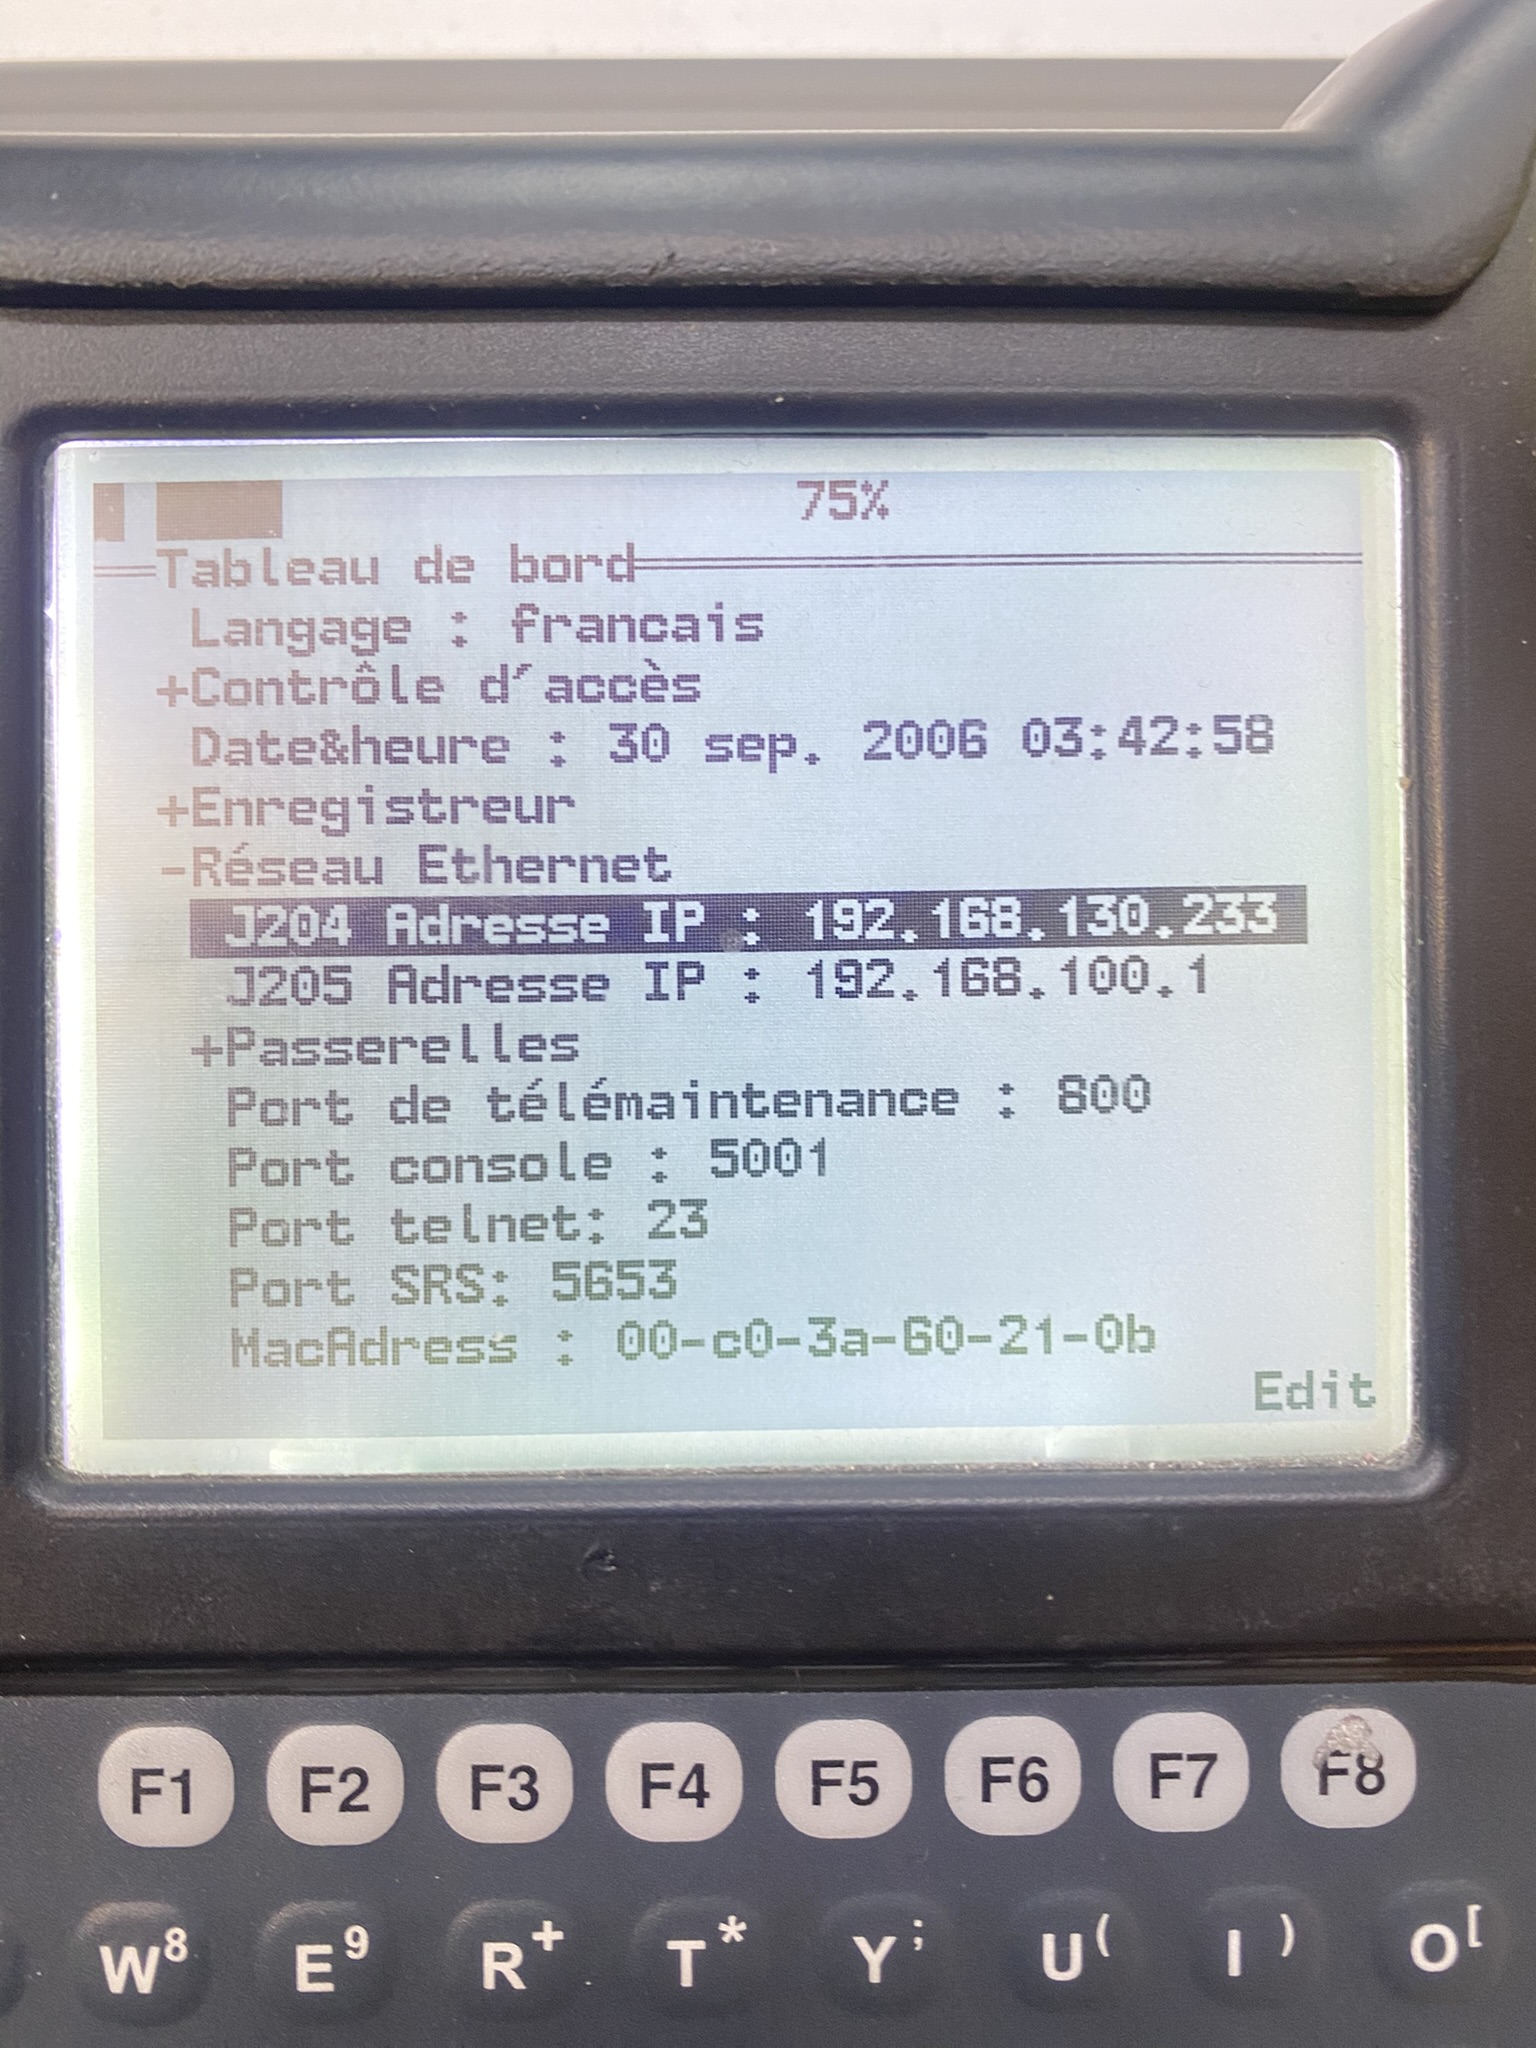 75%
Tableau de bord
Langage : francais
+Contrôle d'accès
Date&heure : 30 sep. 2006 03:42:58
+Enregistreur
-Réseau Ethernet
J204 Adresse IP : 192.168.130.233
J205 Adresse IP : 192.168.100.1
+Passerelles
Port de télémaintenance : 800
Port console : 5001
Port telnet: 23
Port SRS: 5653
MacAdress : 00-c0-3a-60-21-0b
Edit
F1 F2 F3 F4 F5 F6 F7 F8
W8 E9 R+ T* Y; U( I) O[